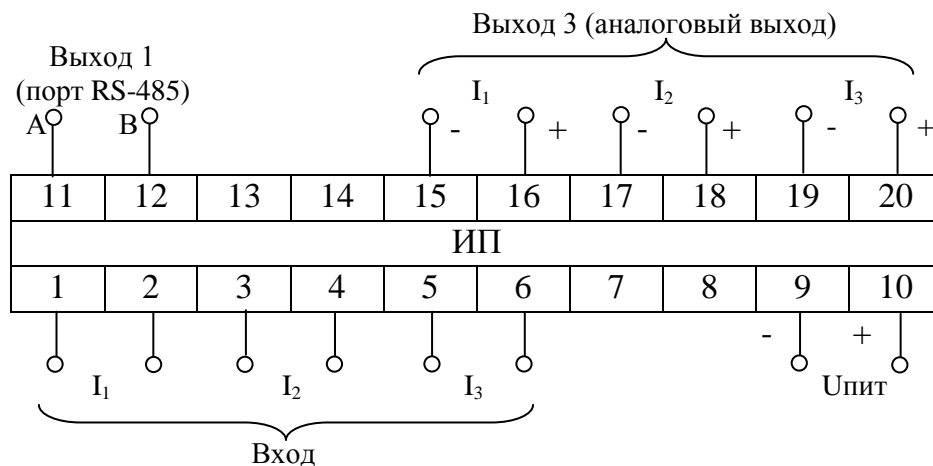 Выход 3 (аналоговый выход)
Выход 1
(порт RS-485)
I₁ I₂ I₃
A B - + - + - +
11 12 13 14 15 16 17 18 19 20
ИП
1 2 3 4 5 6 7 8 9 10
- +
I₁ I₂ I₃ Uпит
Вход